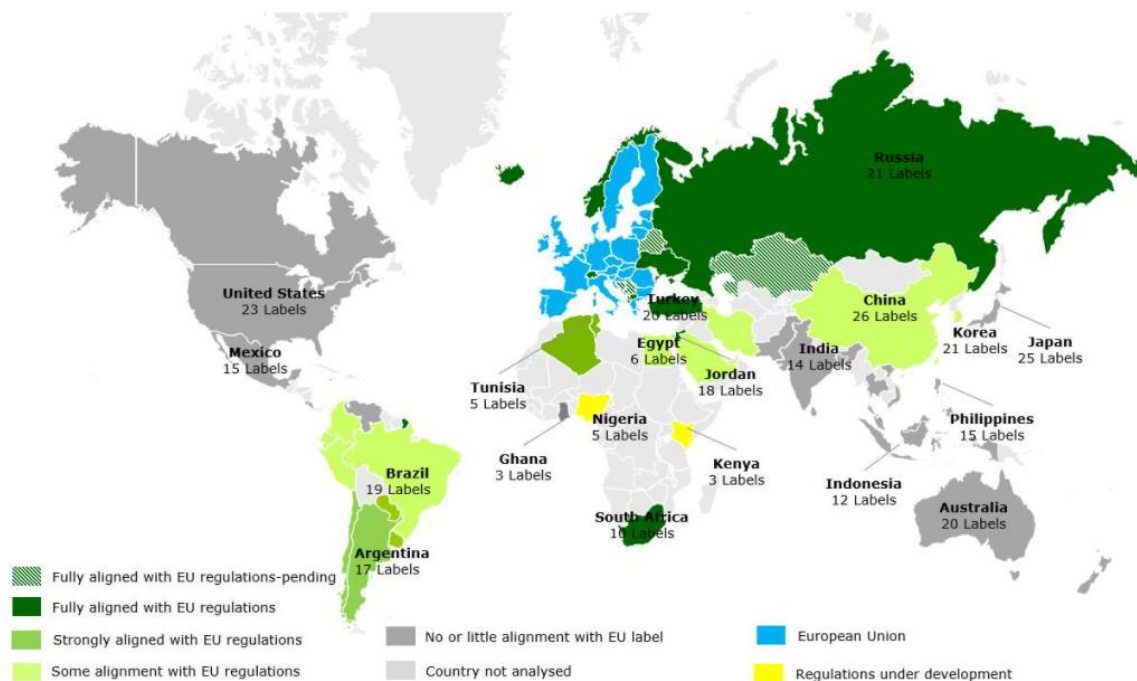 Russia
21 Labels
United States
23 Labels
Mexico
15 Labels
Turkey
20 Labels
China
26 Labels
Korea
21 Labels
Japan
25 Labels
Egypt
6 Labels
Jordan
18 Labels
India
14 Labels
Tunisia
5 Labels
Nigeria
5 Labels
Ghana
3 Labels
Kenya
3 Labels
Philippines
15 Labels
Indonesia
12 Labels
Brazil
19 Labels
Australia
20 Labels
South Africa
10 Labels
Argentina
17 Labels
Fully aligned with EU regulations-pending
Fully aligned with EU regulations
Strongly aligned with EU regulations
Some alignment with EU regulations
No or little alignment with EU label
Country not analysed
European Union
Regulations under development